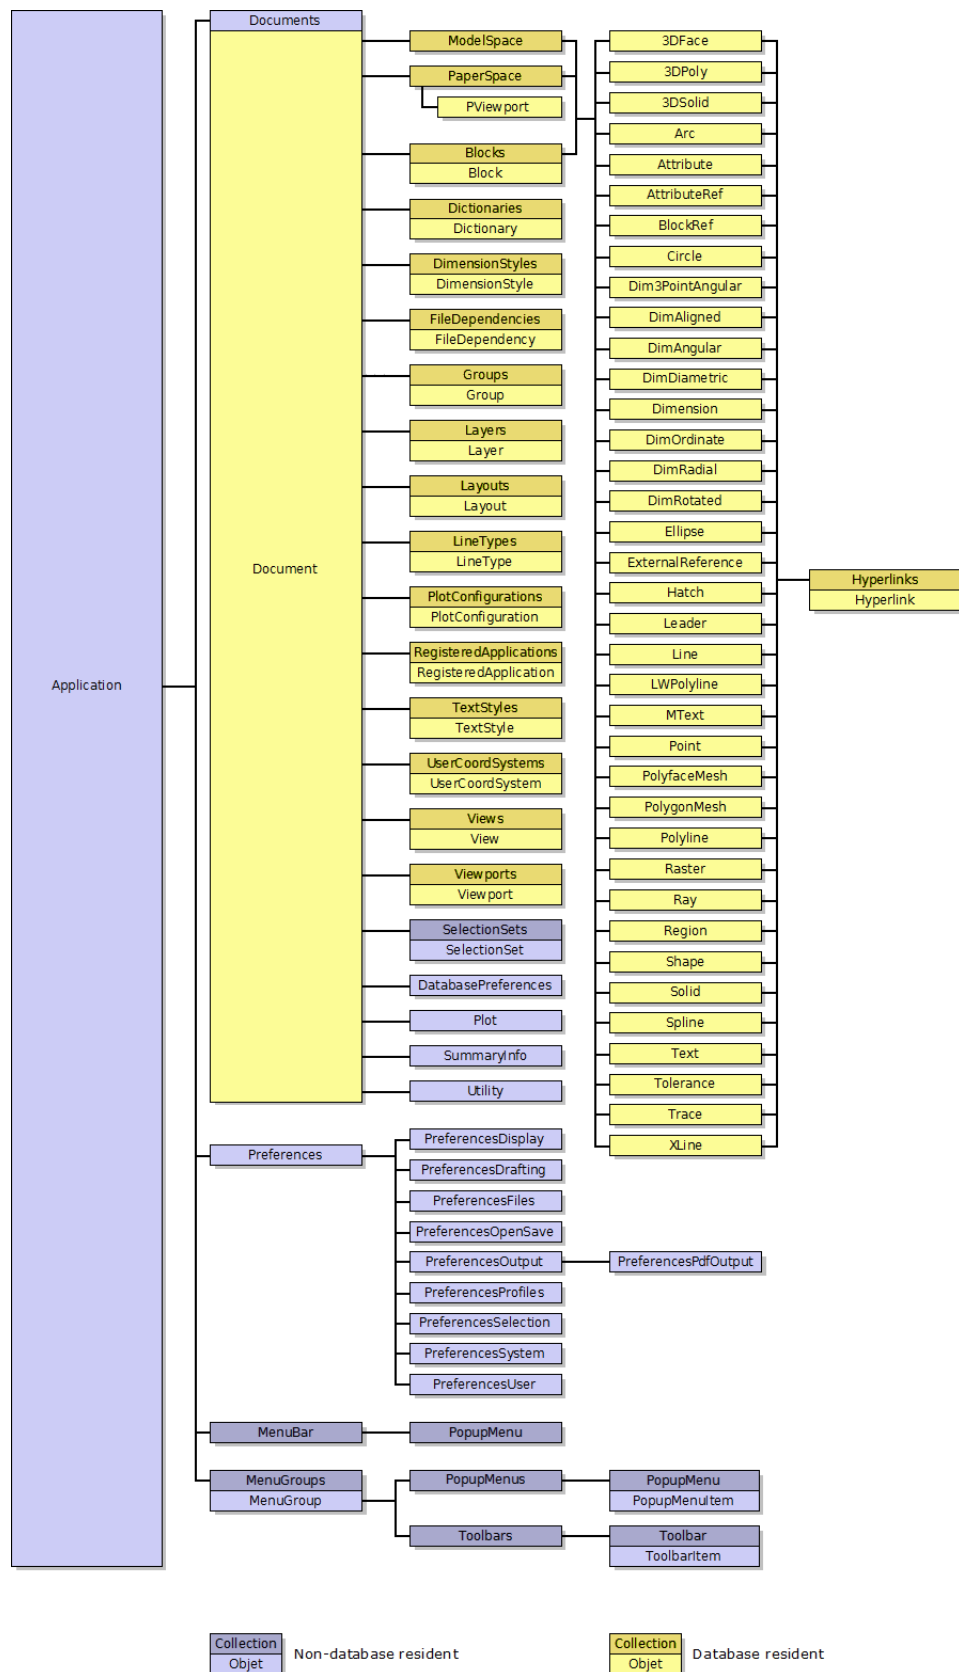 Application
Documents
Document
ModelSpace
PaperSpace
PViewport
Blocks
Block
Dictionaries
Dictionary
DimensionStyles
DimensionStyle
FileDependencies
FileDependency
Groups
Group
Layers
Layer
Layouts
Layout
LineTypes
LineType
PlotConfigurations
PlotConfiguration
RegisteredApplications
RegisteredApplication
TextStyles
TextStyle
UserCoordSystems
UserCoordSystem
Views
View
Viewports
Viewport
SelectionSets
SelectionSet
DatabasePreferences
Plot
SummaryInfo
Utility
3DFace
3DPoly
3DSolid
Arc
Attribute
AttributeRef
BlockRef
Circle
Dim3PointAngular
DimAligned
DimAngular
DimDiametric
Dimension
DimOrdinate
DimRadial
DimRotated
Ellipse
ExternalReference
Hatch
Leader
Line
LWPolyline
MText
Point
PolyfaceMesh
PolygonMesh
Polyline
Raster
Ray
Region
Shape
Solid
Spline
Text
Tolerance
Trace
XLine
Hyperlinks
Hyperlink
Preferences
PreferencesDisplay
PreferencesDrafting
PreferencesFiles
PreferencesOpenSave
PreferencesOutput
PreferencesPdfOutput
PreferencesProfiles
PreferencesSelection
PreferencesSystem
PreferencesUser
MenuBar
PopupMenu
MenuGroups
MenuGroup
PopupMenus
PopupMenu
PopupMenuItem
Toolbars
Toolbar
ToolbarItem
Collection
Objet
Non-database resident
Collection
Objet
Database resident